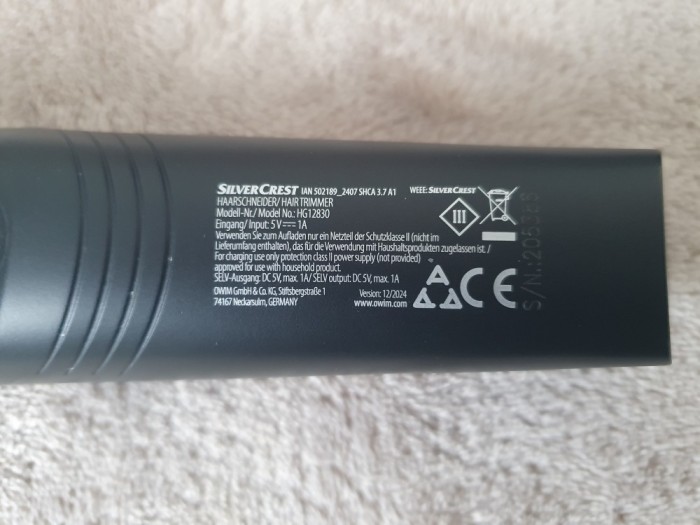 SILVERCREST IAN 502189_2407 SHCA 3.7 A1
HAARSCHNEIDER/ HAIR TRIMMER
Modell-Nr./ Model No.: HG12830
Eingang/ Input: 5 V⎓ 1A
Verwenden Sie zum Aufladen nur ein Netzteil der Schutzklasse II (nicht im
Lieferumfang enthalten), das für die Verwendung mit Haushaltsprodukten zugelassen ist. /
For charging use only protection class II power supply (not provided)
approved for use with household product.
SELV-Ausgang: DC 5V, max. 1A/ SELV output: DC 5V, max. 1A
OWIM GmbH & Co. KG, Stiftsbergstraße 1
74167 Neckarsulm, GERMANY
Version: 12/2024
www.owim.com
WEEE: SILVERCREST
III
A
CE
S/N.: